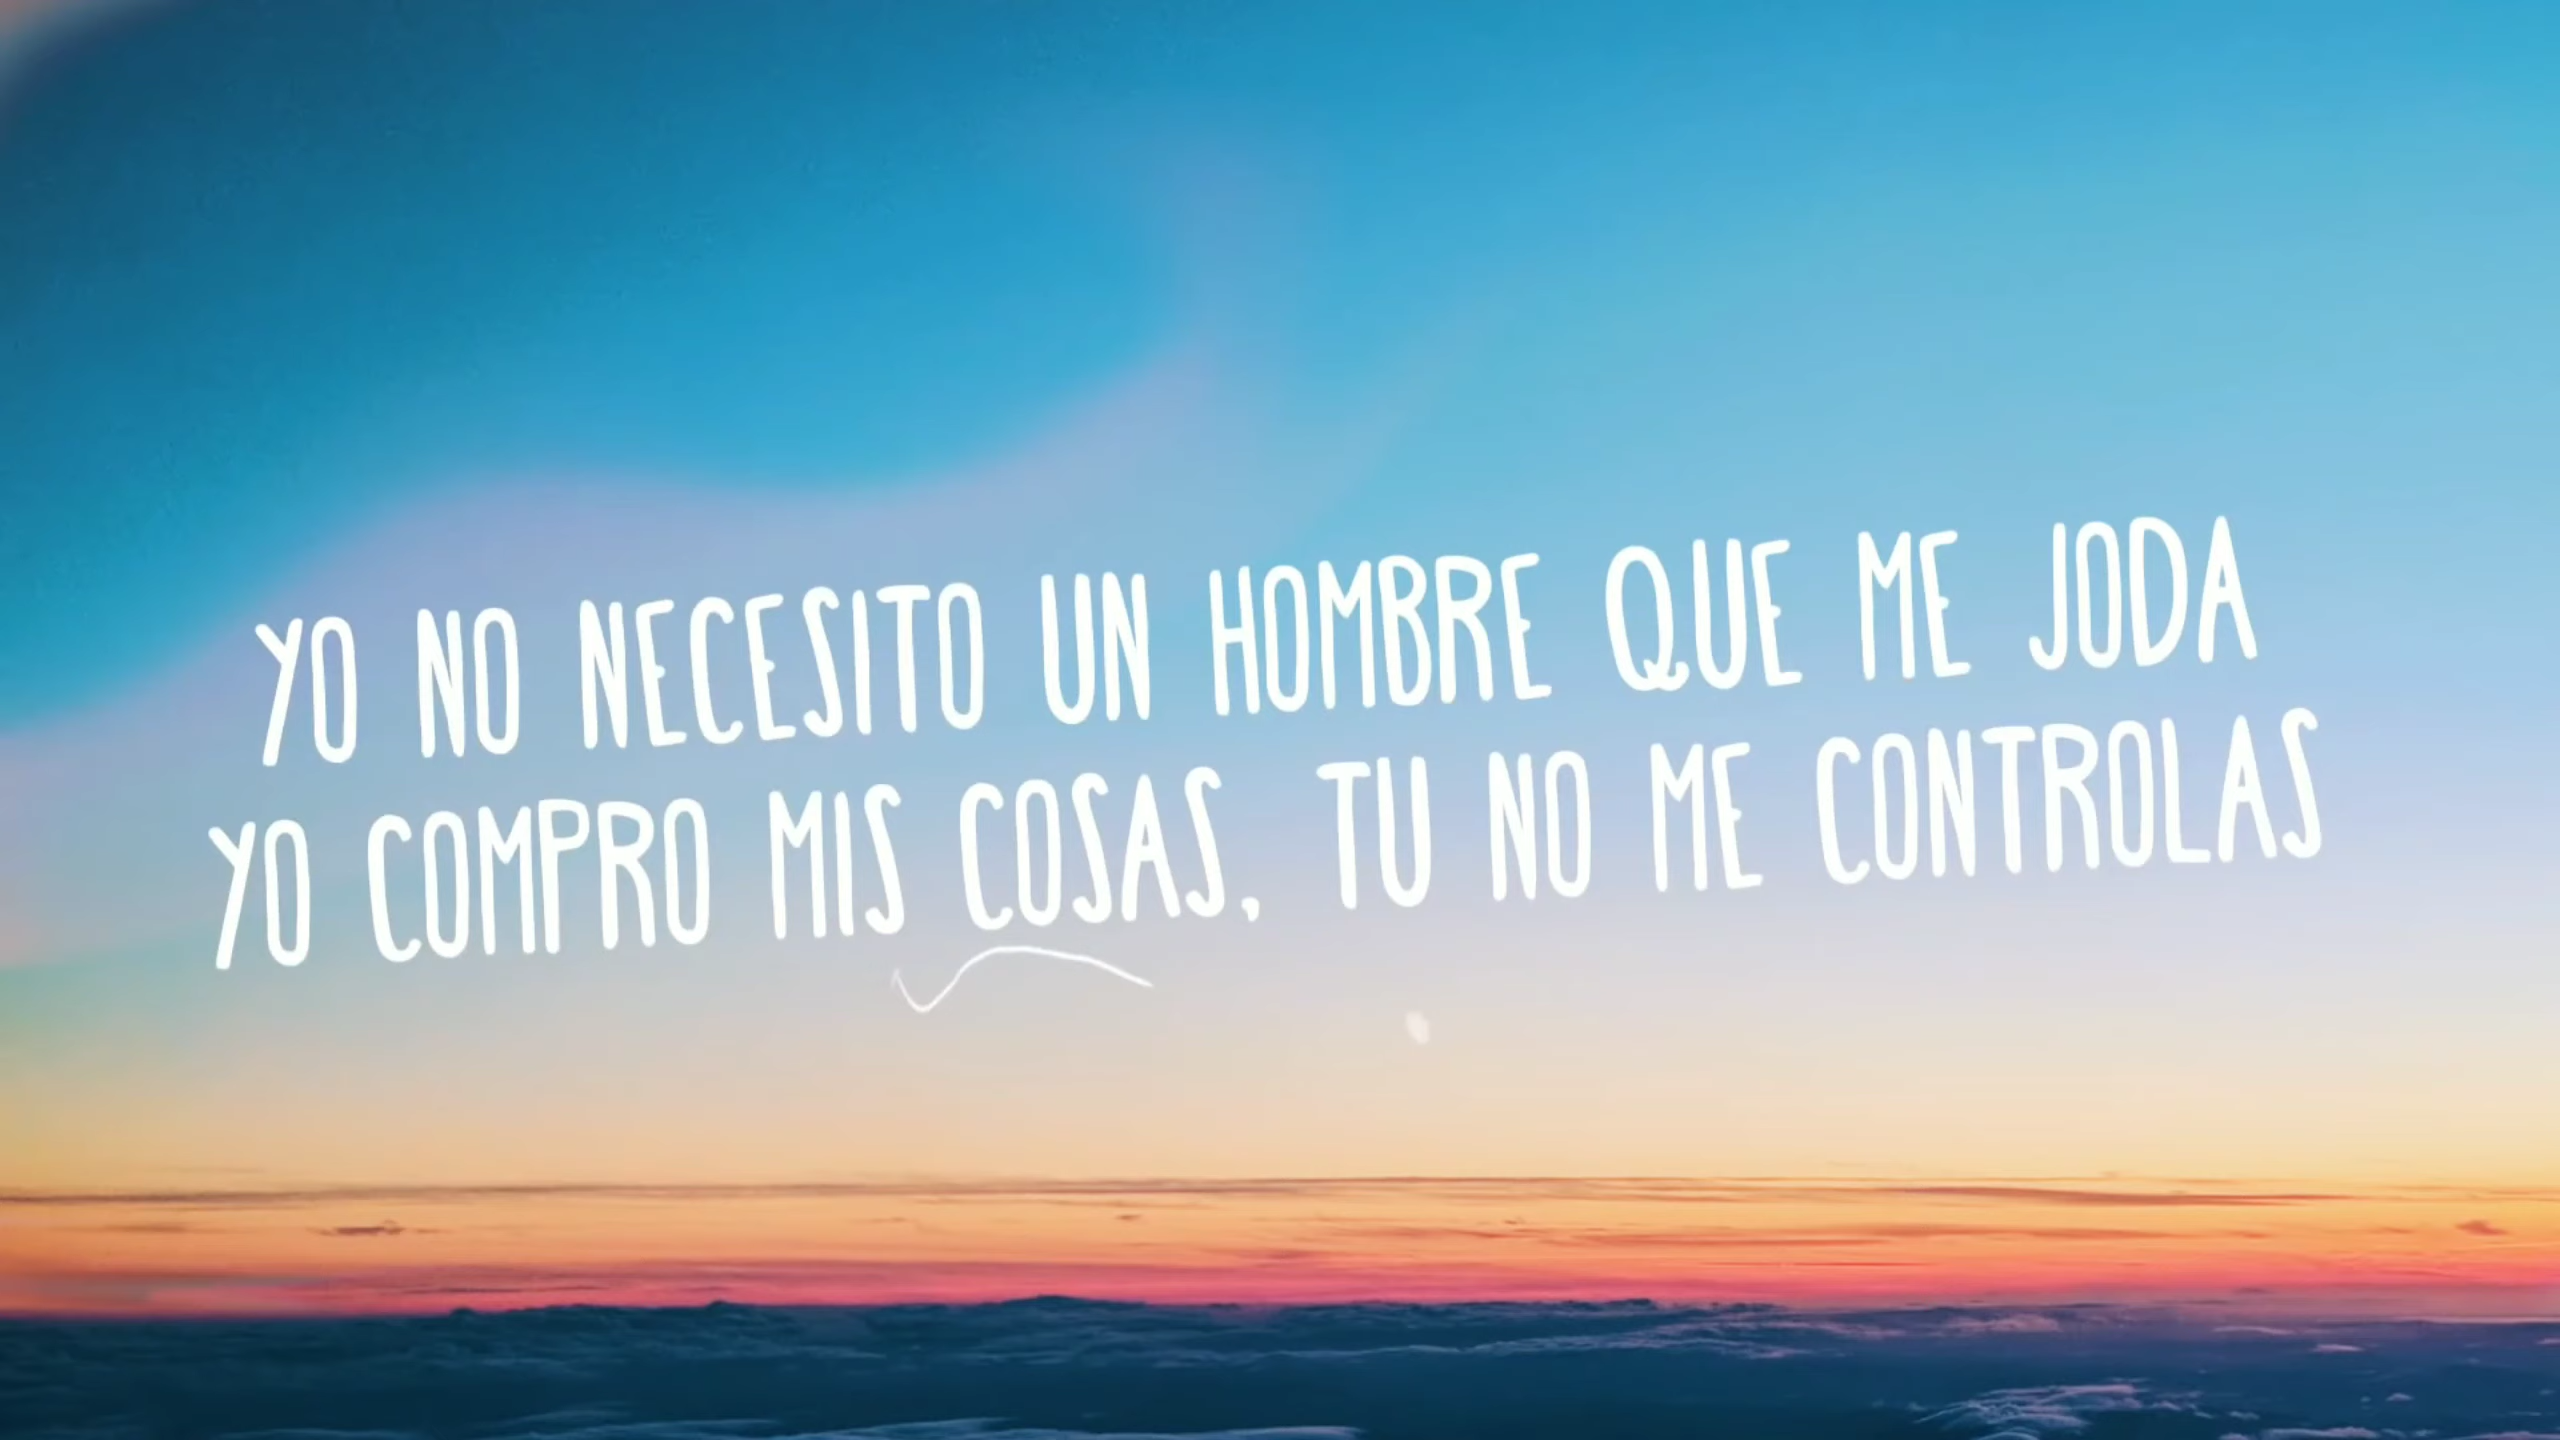 YO NO NECESITO UN HOMBRE QUE ME JODA
YO COMPRO MIS COSAS, TU NO ME CONTROLAS